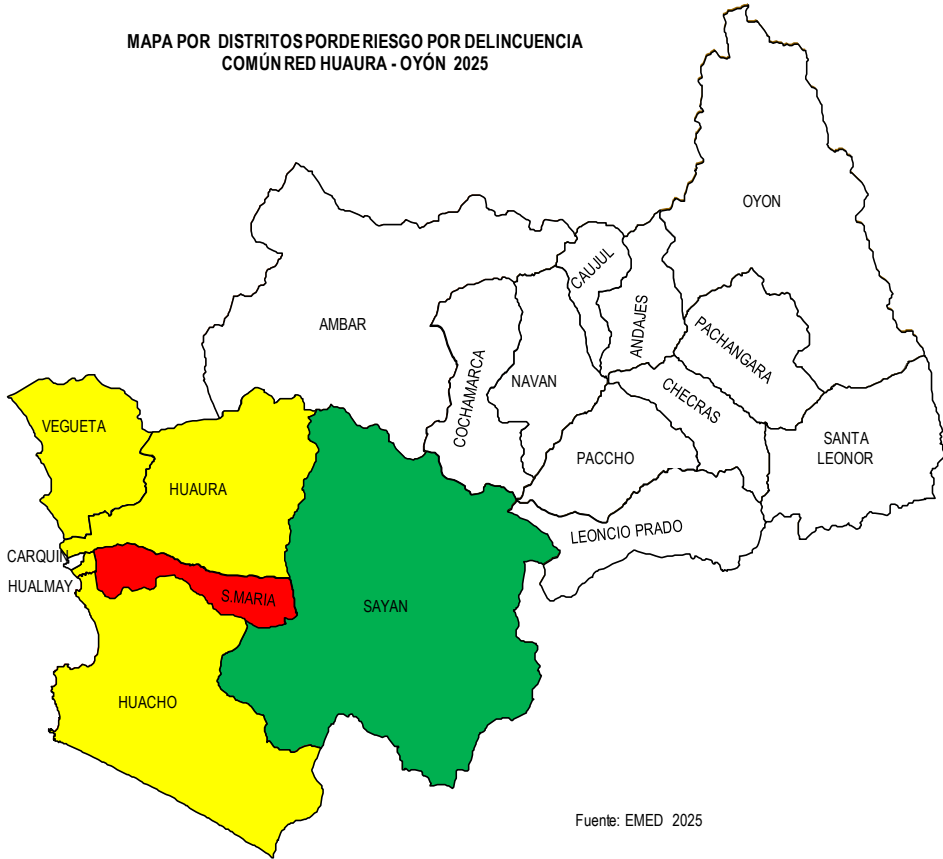 MAPA POR DISTRITOS PORDE RIESGO POR DELINCUENCIA
COMÚN RED HUAURA - OYÓN 2025
OYON
CAUJUL
ANDAJES
AMBAR
PACHANGARA
COCHAMARCA
NAVAN
CHECRAS
VEGUETA
SANTA
LEONOR
PACCHO
HUAURA
LEONCIO PRADO
CARQUIN
HUALMAY
S.MARIA
SAYAN
HUACHO
Fuente: EMED 2025